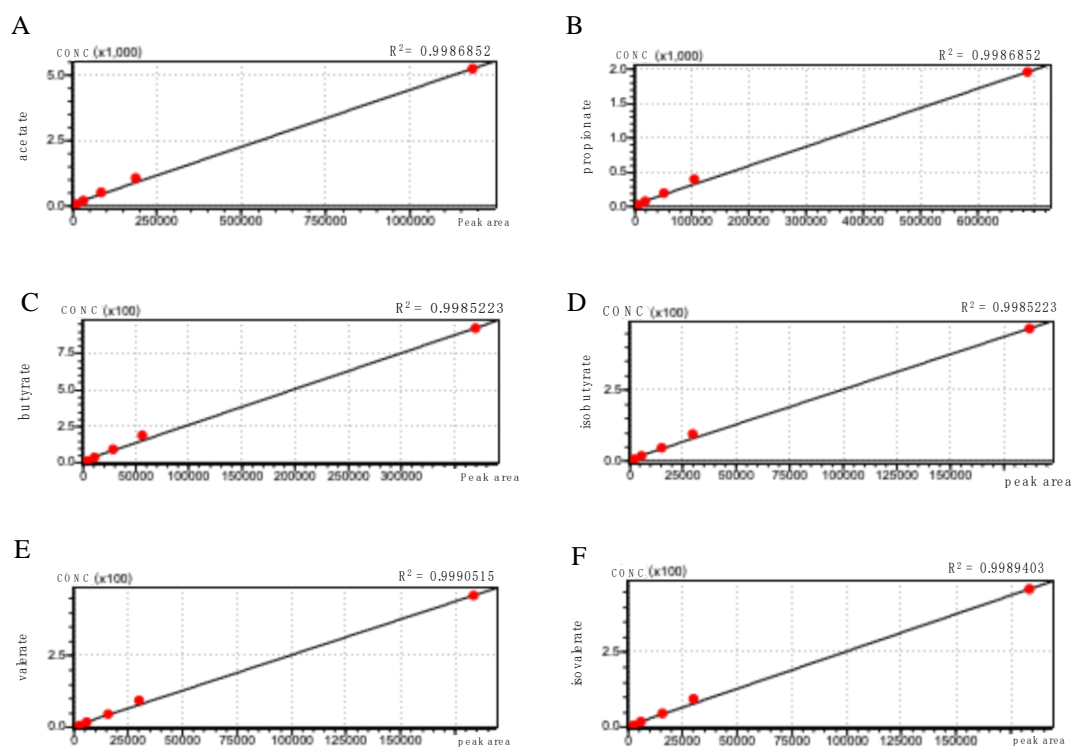 A
B
CONC (x1,000)
R²= 0.9986852
CONC (x1,000)
R²= 0.9986852
acetate
5.0
2.5
0.0
0 250000 500000 750000 1000000 Peak area
propionate
2.0
1.5
1.0
0.5
0.0
0 100000 200000 300000 400000 500000 600000
C
D
CONC (x100)
R² = 0.9985223
CONC (x100)
R² = 0.9985223
butyrate
7.5
5.0
2.5
0.0
0 50000 100000 150000 200000 250000 300000 Peak area
isobutyrate
2.5
0.0
0 25000 50000 75000 100000 150000 peak area
E
F
CONC (x100)
R² = 0.9990515
CONC (x100)
R² = 0.9989403
valerate
2.5
0.0
0 25000 50000 75000 100000 150000 peak area
isovalerate
2.5
0.0
0 25000 50000 75000 100000 150000 peak area